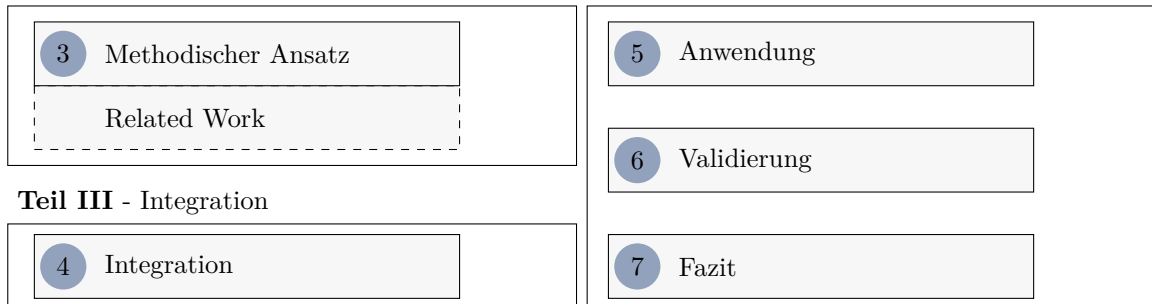 3 Methodischer Ansatz
Related Work
Teil III - Integration
4 Integration
5 Anwendung
6 Validierung
7 Fazit